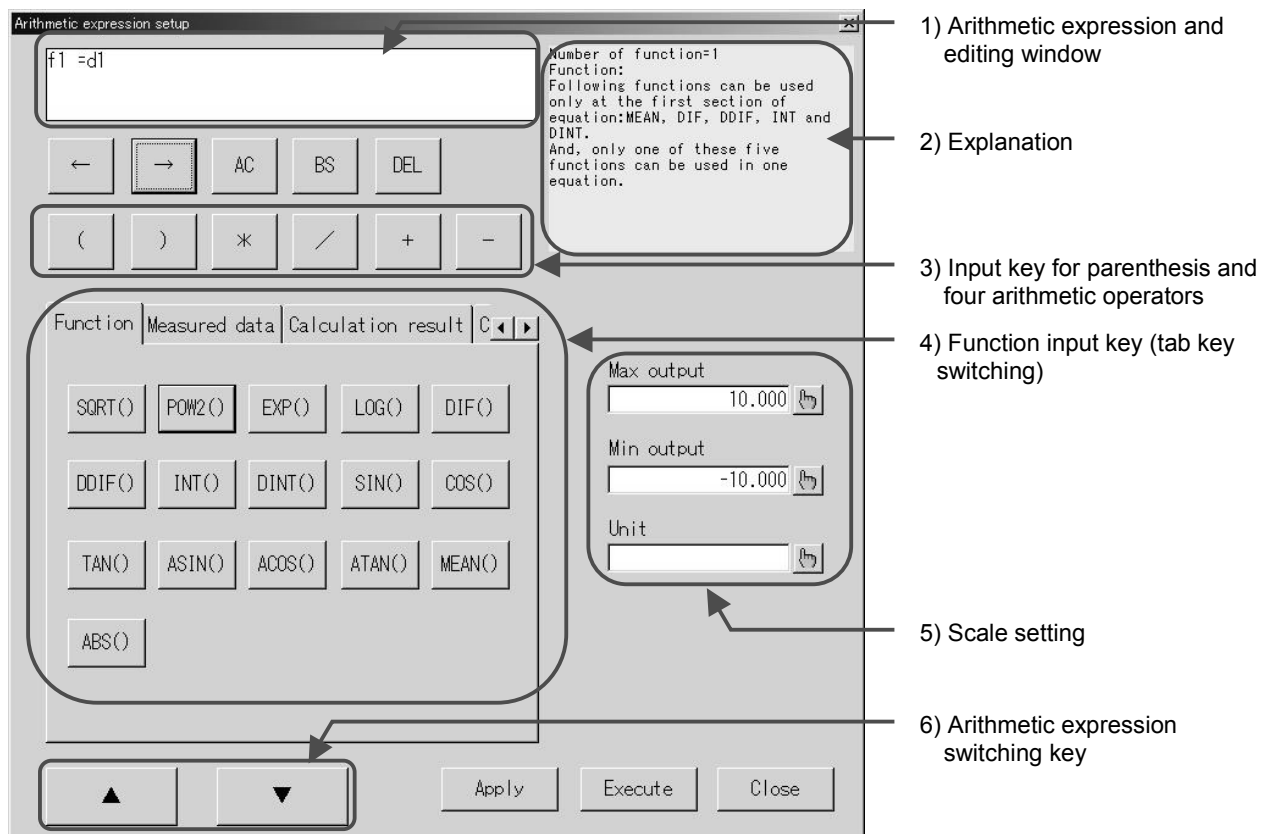 Arithmetic expression setup
f1 =d1
Number of function=1
Function:
Following functions can be used
only at the first section of
equation:MEAN, DIF, DDIF, INT and
DINT.
And, only one of these five
functions can be used in one
equation.
← → AC BS DEL
( ) * / + -
Function Measured data Calculation result C
SQRT() POW2() EXP() LOG() DIF()
DDIF() INT() DINT() SIN() COS()
TAN() ASIN() ACOS() ATAN() MEAN()
ABS()
Max output
10.000
Min output
-10.000
Unit
▲ ▼ Apply Execute Close
1) Arithmetic expression and
editing window
2) Explanation
3) Input key for parenthesis and
four arithmetic operators
4) Function input key (tab key
switching)
5) Scale setting
6) Arithmetic expression
switching key